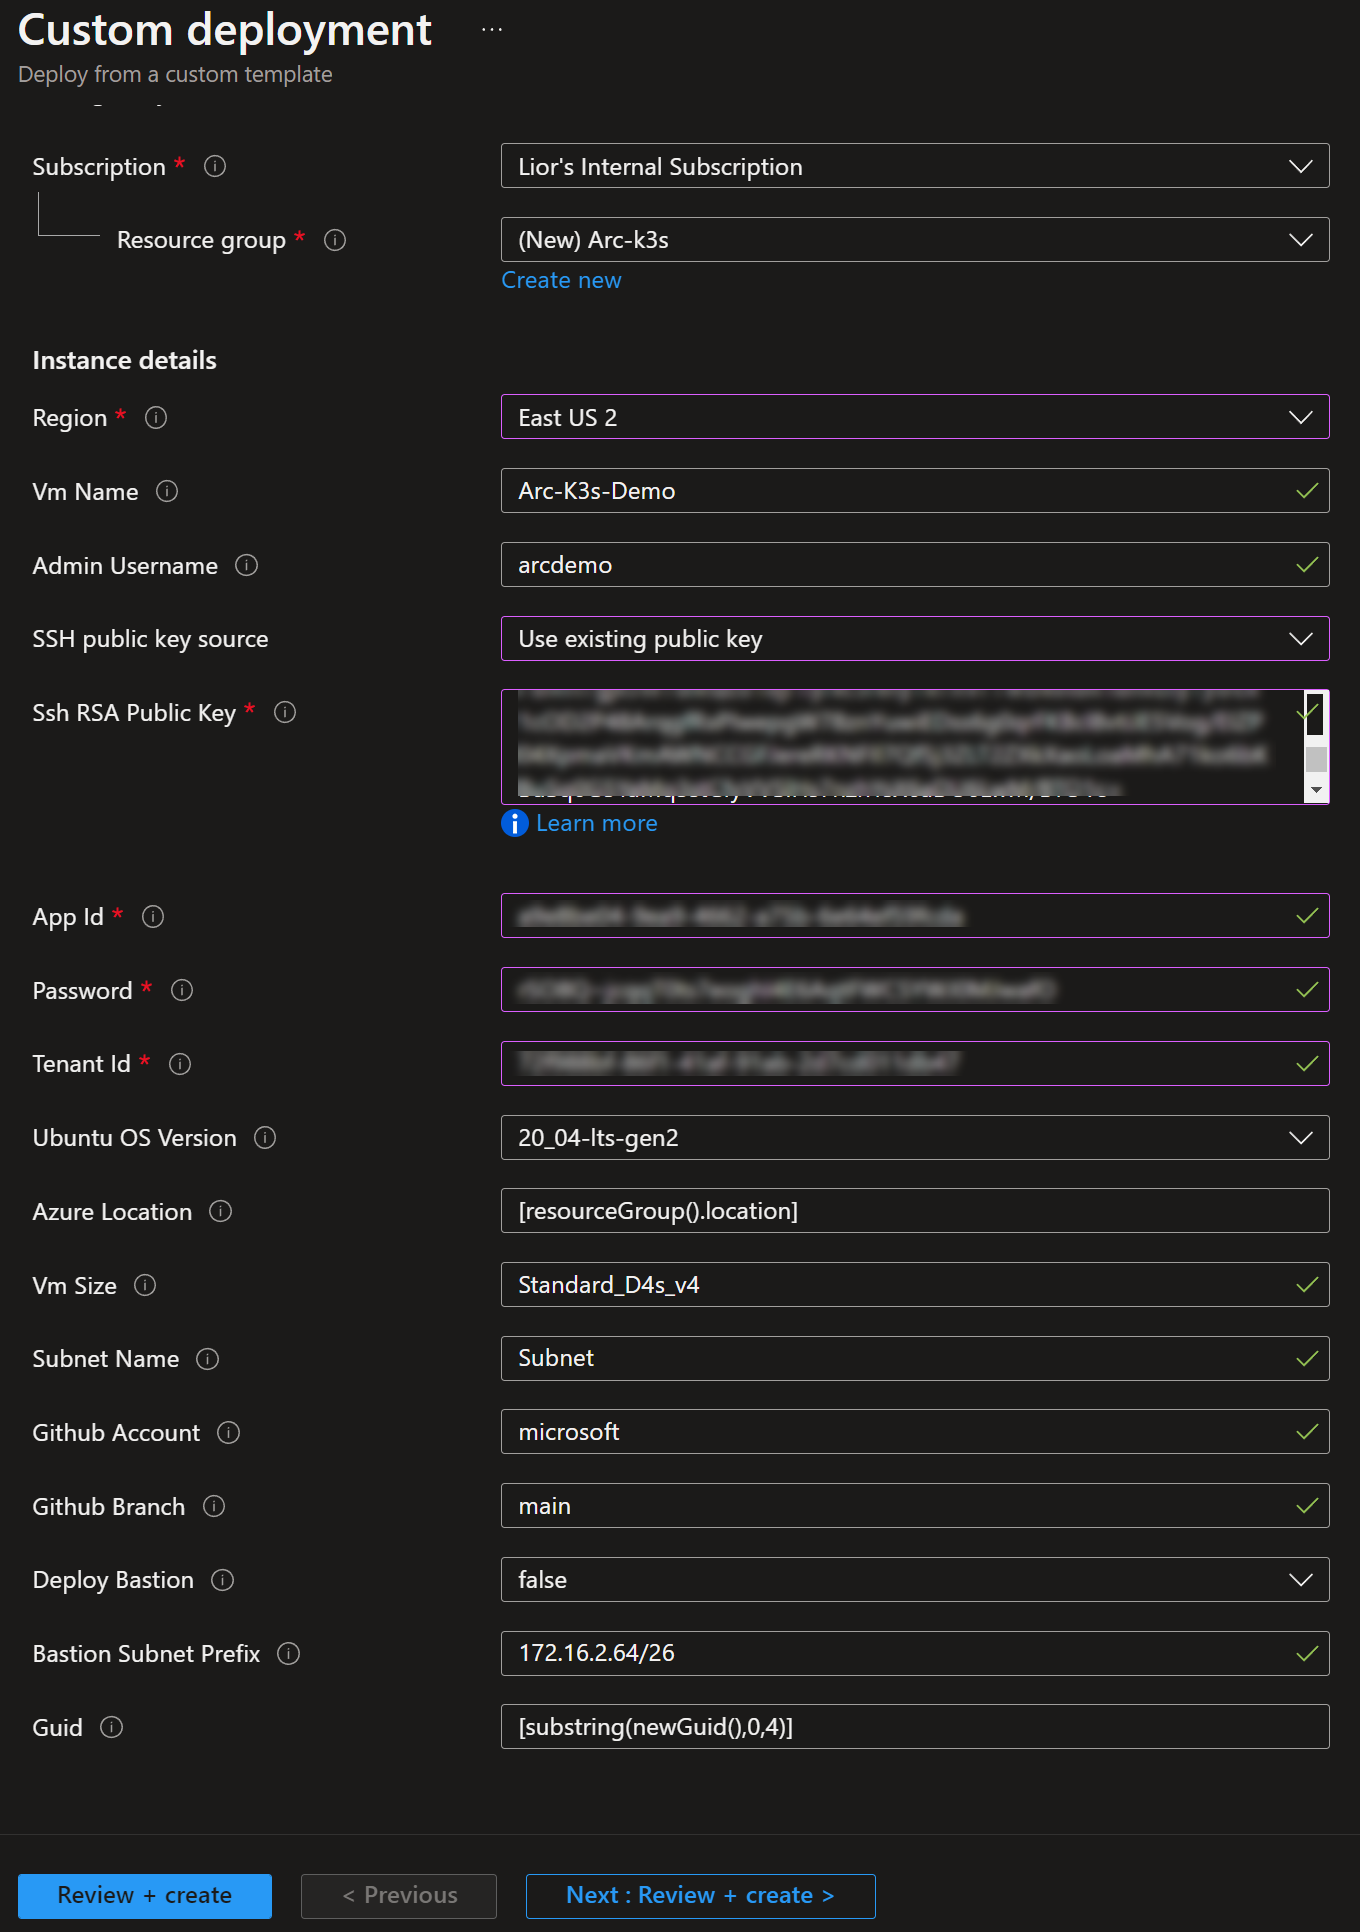 Custom deployment ...
Deploy from a custom template
Subscription * Lior's Internal Subscription
Resource group * (New) Arc-k3s
Create new
Instance details
Region * East US 2
Vm Name Arc-K3s-Demo
Admin Username arcdemo
SSH public key source Use existing public key
Ssh RSA Public Key *
Learn more
App Id *
Password *
Tenant Id *
Ubuntu OS Version 20_04-lts-gen2
Azure Location [resourceGroup().location]
Vm Size Standard_D4s_v4
Subnet Name Subnet
Github Account microsoft
Github Branch main
Deploy Bastion false
Bastion Subnet Prefix 172.16.2.64/26
Guid [substring(newGuid(),0,4)]
Review + create < Previous Next : Review + create >